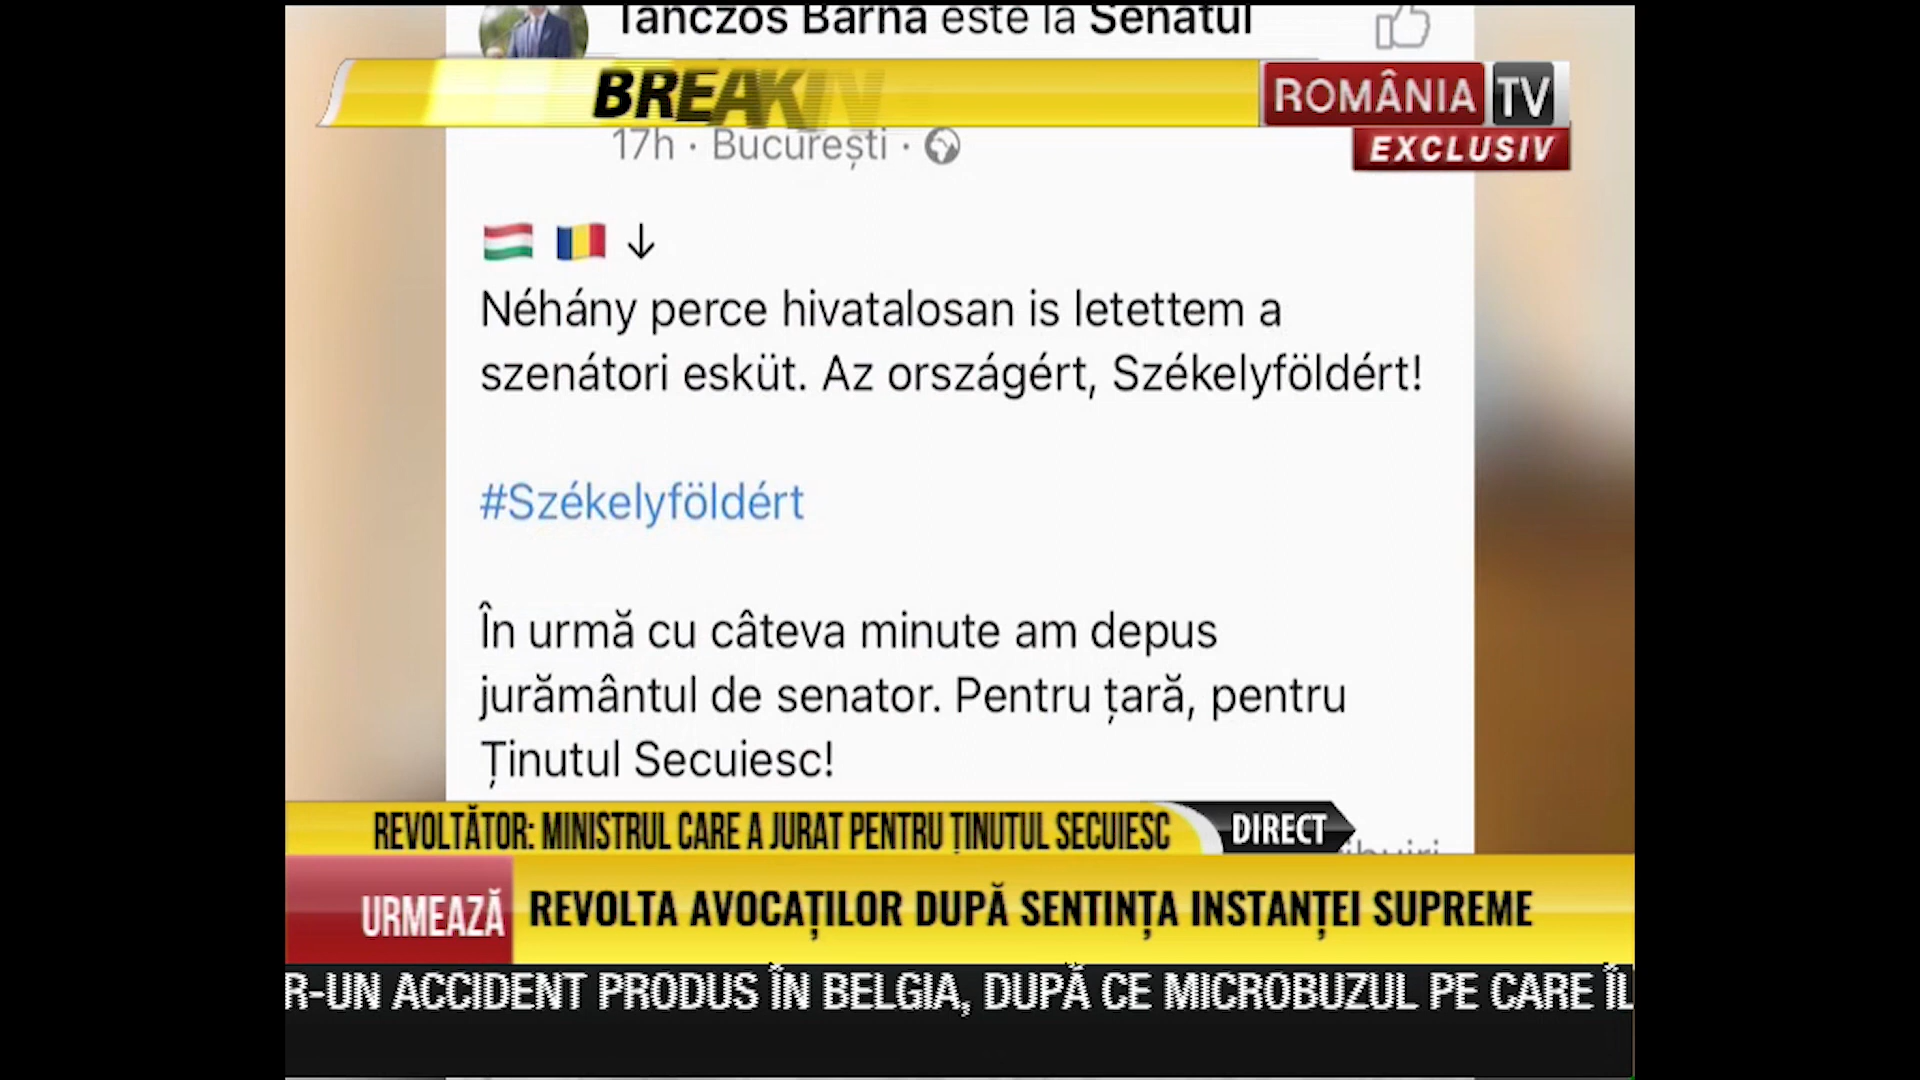 Tánczos Barna este la Senatul
BREAKIN
ROMÂNIA TV
EXCLUSIV
17h · București ·
Néhány perce hivatalosan is letettem a
szenátori esküt. Az országért, Székelyföldért!
#Székelyföldért
În urmă cu câteva minute am depus
jurământul de senator. Pentru țară, pentru
Ținutul Secuiesc!
REVOLTĂTOR: MINISTRUL CARE A JURAT PENTRU ȚINUTUL SECUIESC
DIRECT
URMEAZĂ
REVOLTA AVOCAȚILOR DUPĂ SENTINȚA INSTANȚEI SUPREME
R-UN ACCIDENT PRODUS ÎN BELGIA, DUPĂ CE MICROBUZUL PE CARE ÎL